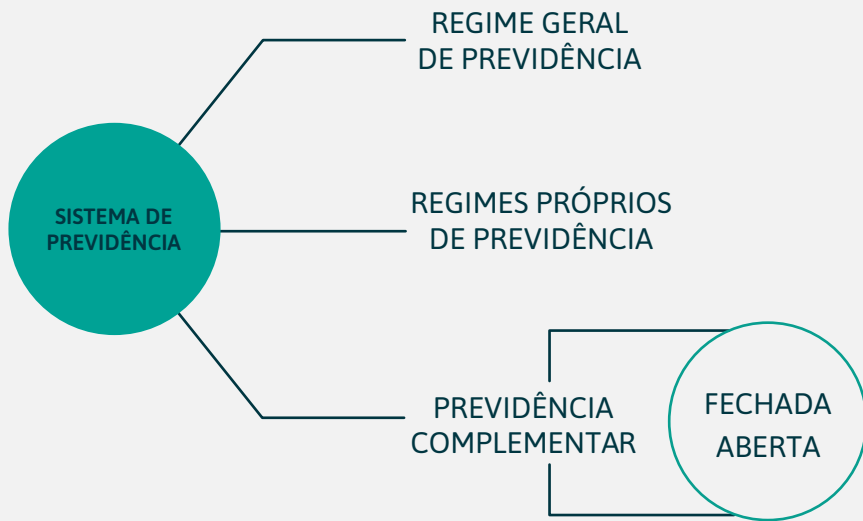 REGIME GERAL
DE PREVIDÊNCIA
SISTEMA DE
PREVIDÊNCIA
REGIMES PRÓPRIOS
DE PREVIDÊNCIA
PREVIDÊNCIA
COMPLEMENTAR
FECHADA
ABERTA